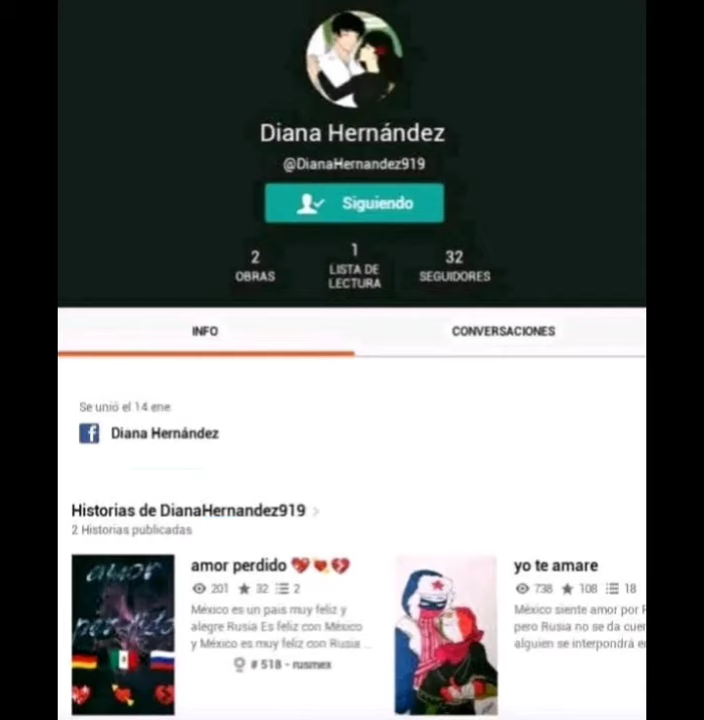 Diana Hernández
@DianaHernandez919
Siguiendo
2
OBRAS
1
LISTA DE
LECTURA
32
SEGUIDORES
INFO
CONVERSACIONES
Se unió el 14 ene
Diana Hernández
Historias de DianaHernandez919
2 Historias publicadas
amor
perdido
amor perdido 💖💘💔
201 32 2
México es un pais muy feliz y
alegre Rusia Es feliz con México
y México es muy feliz con Rusia ...
# 518 - rusmex
yo te amare
738 108 18
México siente amor por
pero Rusia no se da
alguien se interpondrá